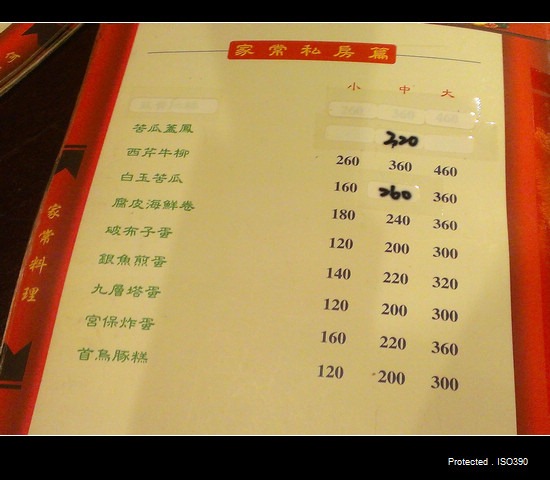 家常私房篇
小 中 大
苦瓜薑鳳 320
西芹牛柳 260 360 460
白玉苦瓜 160 260 360
腐皮海鮮卷 180 240 360
破布子蛋 120 200 300
銀魚煎蛋 140 220 320
九層塔蛋 120 200 300
宮保炸蛋 160 220 360
首烏豚糕 120 200 300
家常料理
Protected . ISO390